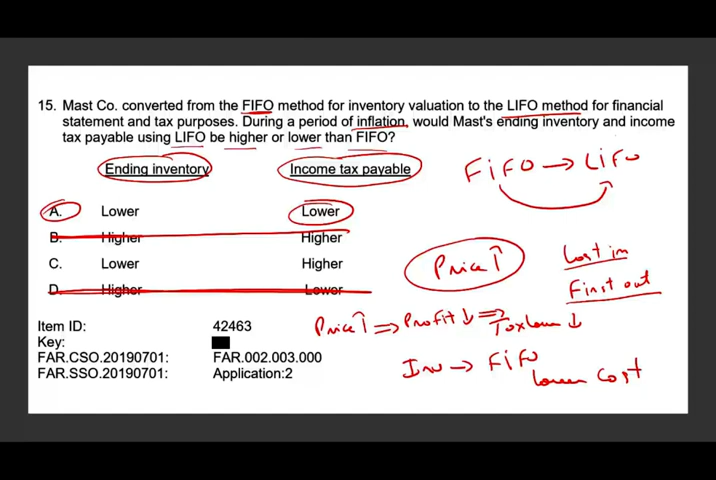 15. Mast Co. converted from the FIFO method for inventory valuation to the LIFO method for financial
statement and tax purposes. During a period of inflation, would Mast's ending inventory and income
tax payable using LIFO be higher or lower than FIFO?
Ending inventory Income tax payable
FiFO → LiFO
A. Lower Lower
B. Higher Higher
C. Lower Higher
D. Higher Lower
Price↑
Last in
First out
Item ID: 42463
Key:
FAR.CSO.20190701: FAR.002.003.000
FAR.SSO.20190701: Application:2
Price↑ ⇒ Profit↓ ⇒ Tax lower ↓
Inv → FiFO
lower cost